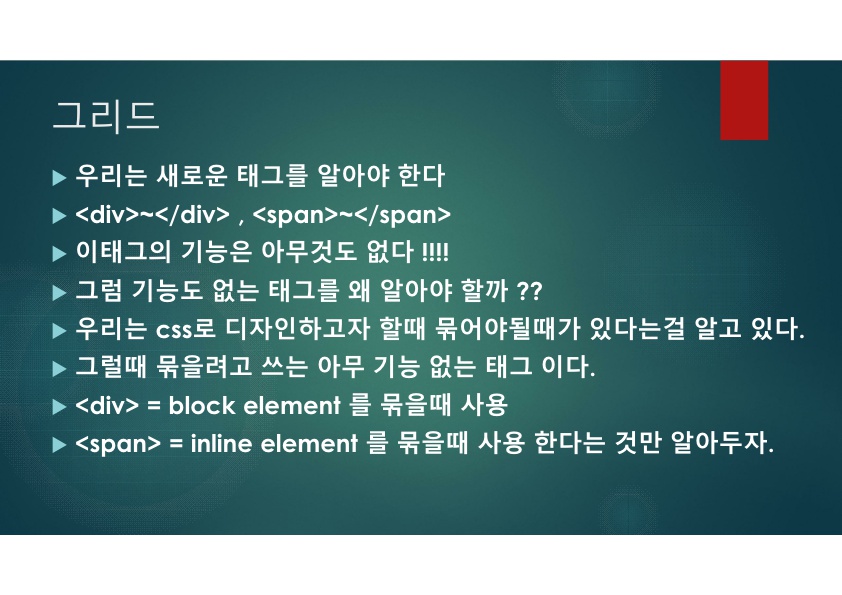 그리드
우리는 새로운 태그를 알아야 한다
<div>~</div> , <span>~</span>
이태그의 기능은 아무것도 없다 !!!!
그럼 기능도 없는 태그를 왜 알아야 할까 ??
우리는 css로 디자인하고자 할때 묶어야될때가 있다는걸 알고 있다.
그럴때 묶을려고 쓰는 아무 기능 없는 태그 이다.
<div> = block element 를 묶을때 사용
<span> = inline element 를 묶을때 사용 한다는 것만 알아두자.